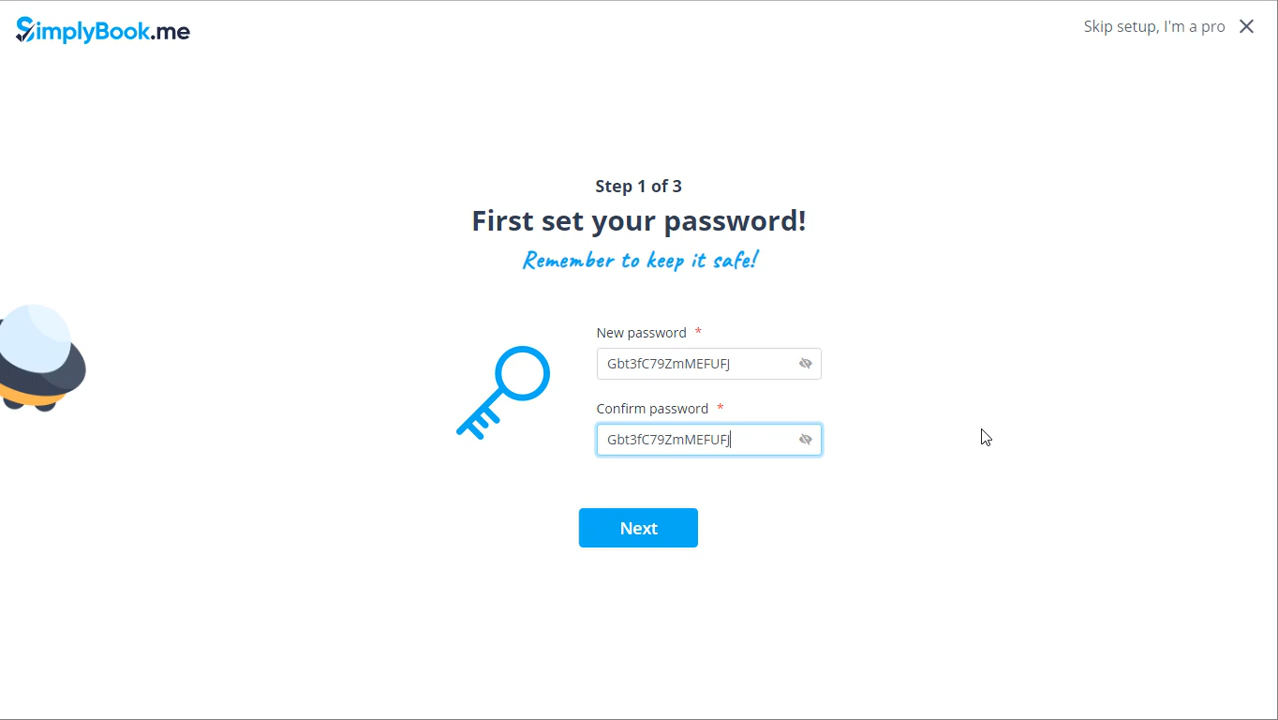 SimplyBook.me
Skip setup, I'm a pro
Step 1 of 3
First set your password!
Remember to keep it safe!
New password *
Gbt3fC79ZmMEFUFJ
Confirm password *
Gbt3fC79ZmMEFUFJ
Next